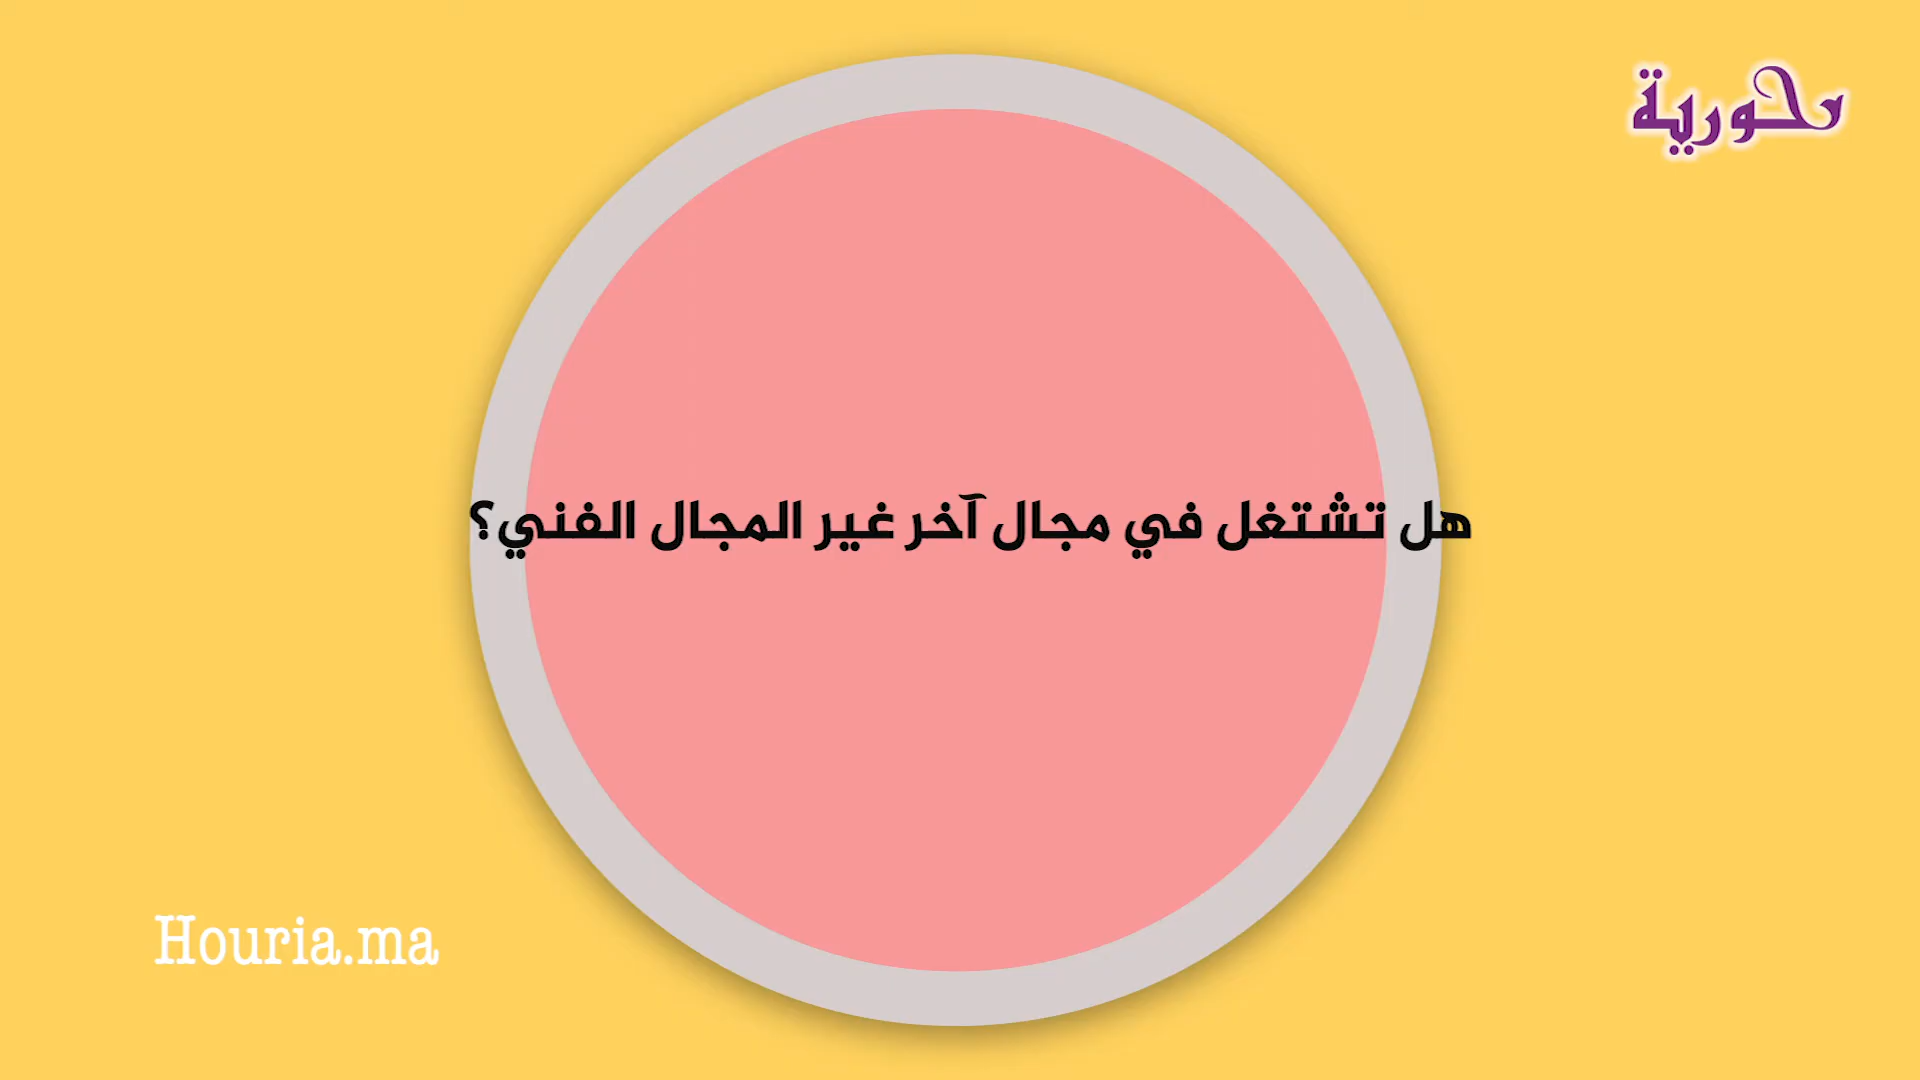 حورية
هل تشتغل في مجال آخر غير المجال الفني؟
Houria.ma